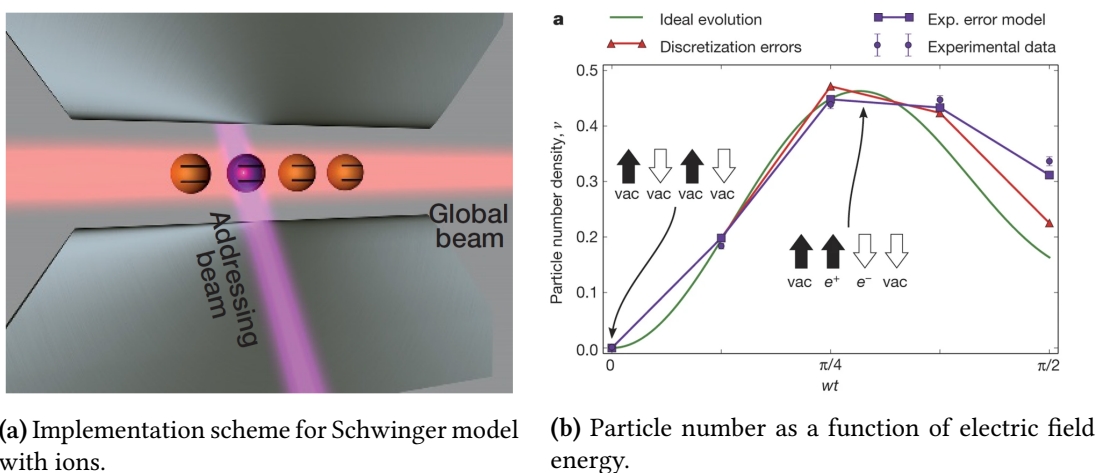 Global
beam
Addressing
beam
(a) Implementation scheme for Schwinger model
with ions.
a
Ideal evolution
Discretization errors
Exp. error model
Experimental data
Particle number density, ν
0.5
0.4
0.3
0.2
0.1
0.0
vac vac vac vac
vac e⁺ e⁻ vac
0 π/4 π/2
wt
(b) Particle number as a function of electric field
energy.